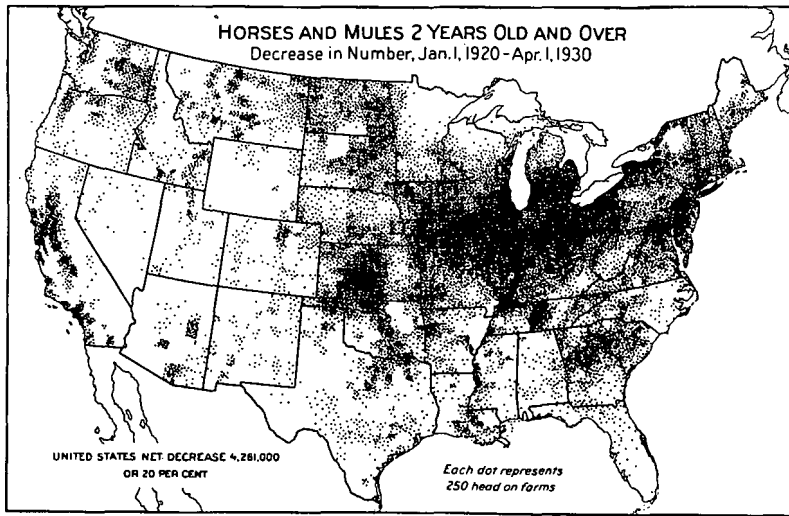 HORSES AND MULES 2 YEARS OLD AND OVER
Decrease in Number, Jan. 1, 1920-Apr. 1, 1930
UNITED STATES NET DECREASE 4,281,000
OR 20 PER CENT
Each dot represents
250 head on farms